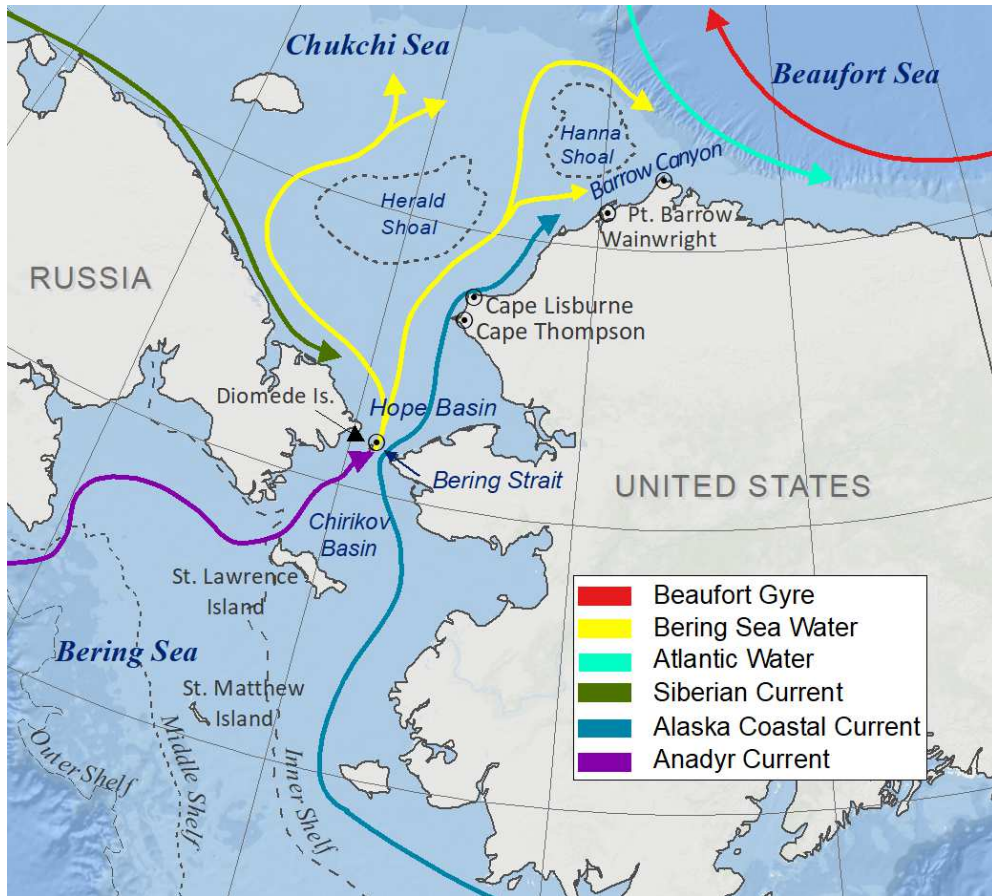 Chukchi Sea
Beaufort Sea
Hanna
Shoal
Barrow Canyon
Herald
Shoal
Pt. Barrow
Wainwright
RUSSIA
Cape Lisburne
Cape Thompson
Diomede Is.
Hope Basin
Bering Strait
UNITED STATES
Chirikov
Basin
St. Lawrence
Island
Bering Sea
St. Matthew
Island
Outer Shelf
Middle Shelf
Inner Shelf
Beaufort Gyre
Bering Sea Water
Atlantic Water
Siberian Current
Alaska Coastal Current
Anadyr Current